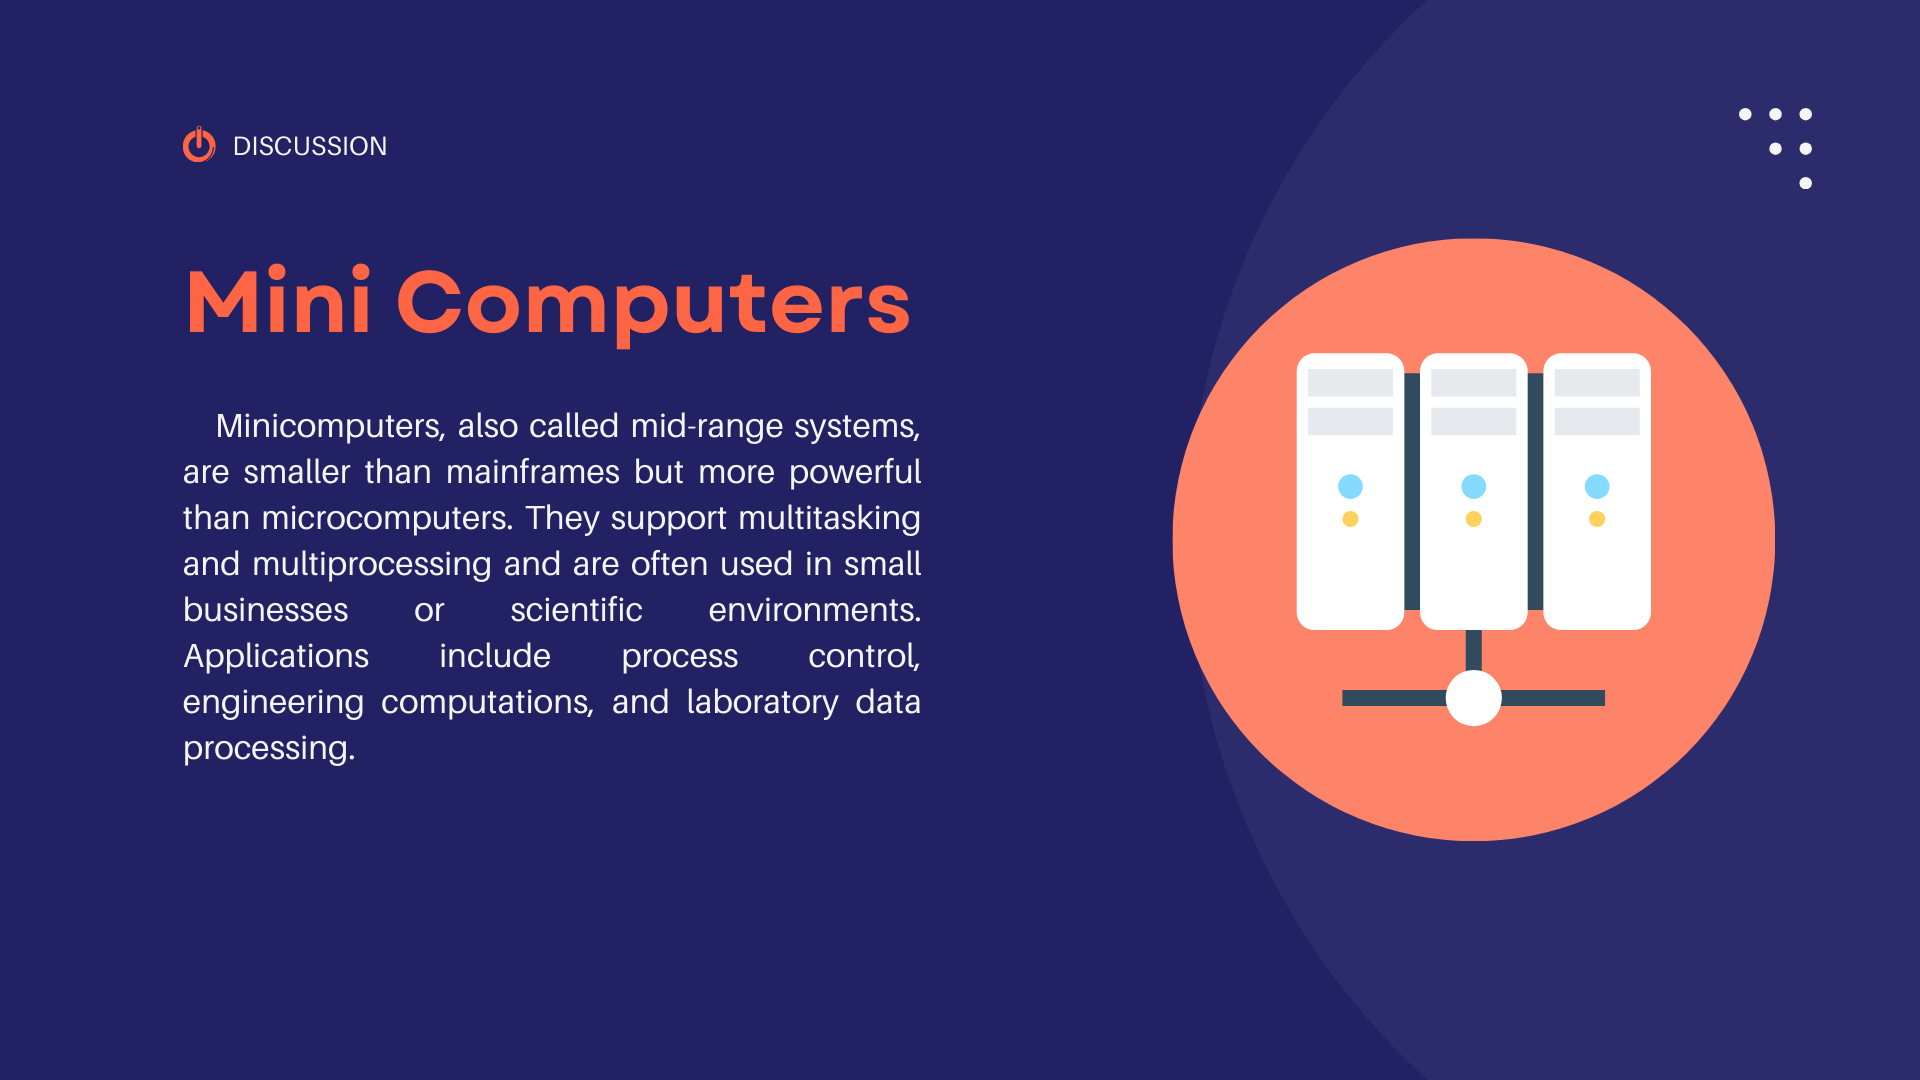 DISCUSSION
Mini Computers
Minicomputers, also called mid-range systems,
are smaller than mainframes but more powerful
than microcomputers. They support multitasking
and multiprocessing and are often used in small
businesses or scientific environments.
Applications include process control,
engineering computations, and laboratory data
processing.